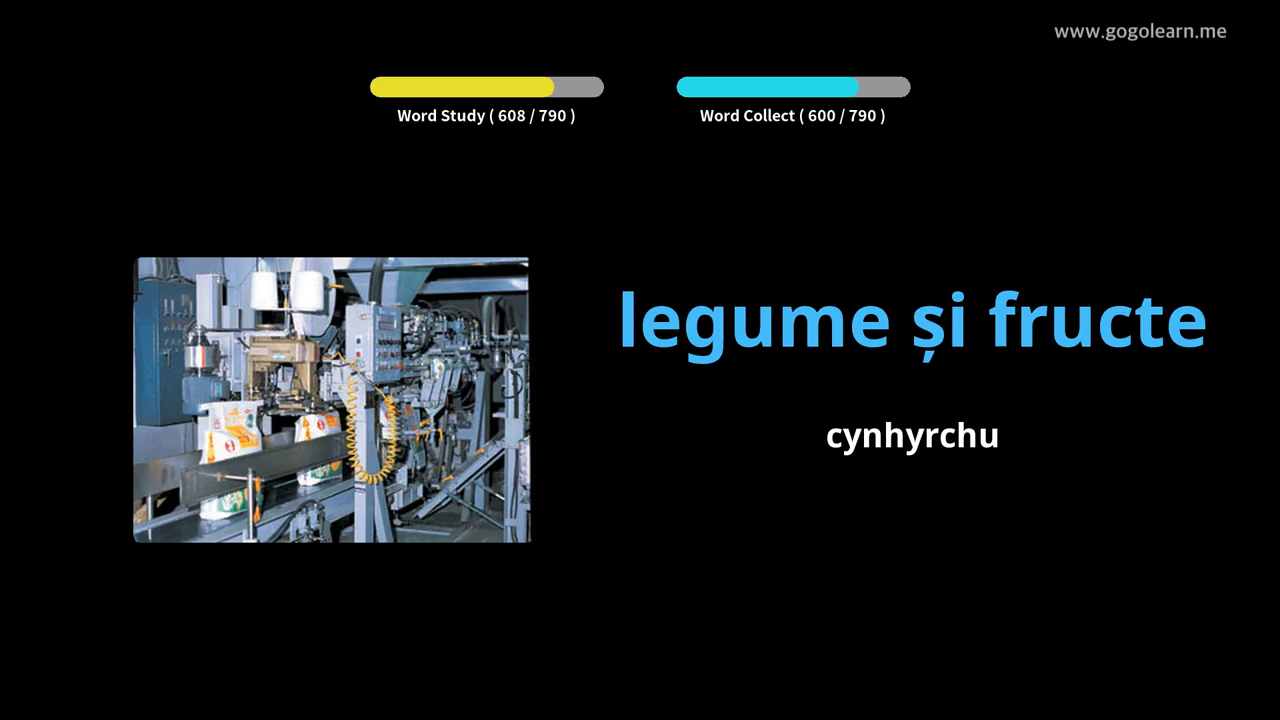 www.gogolearn.me
Word Study ( 608 / 790 )
Word Collect ( 600 / 790 )
legume și fructe
cynhyrchu